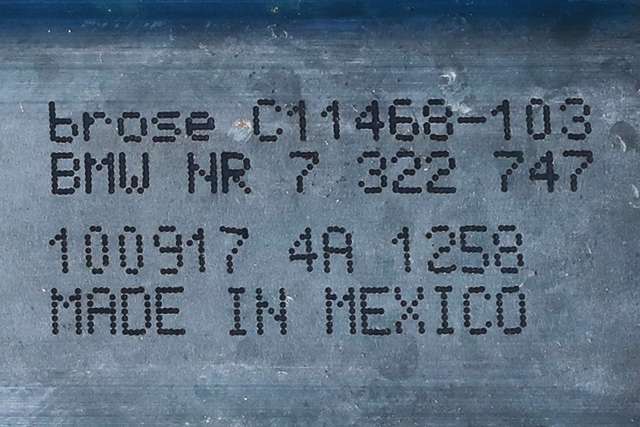 brose C11468-103
BMW NR 7 322 747
100917 4A 1258
MADE IN MEXICO